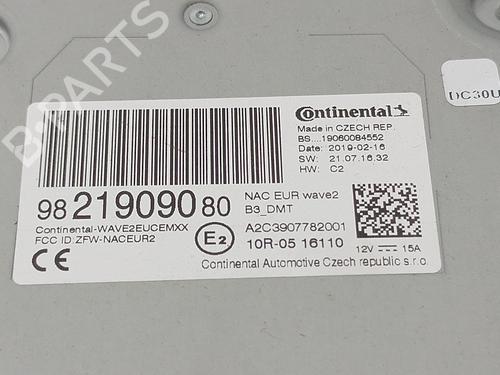 B-PARTS
DC30U
Continental
Made in CZECH REP.
BS....19060084552
Date: 2019-02-16
SW: 21.07.16.32
HW: C2
98 219090 80
NAC EUR wave2
B3_DMT
Continental-WAVE2EUCEMXX
FCC ID:ZFW-NACEUR2
A2C3907782001
E2
10R-05 16110
12V 15A
CE
Continental Automotive Czech republic s.r.o.